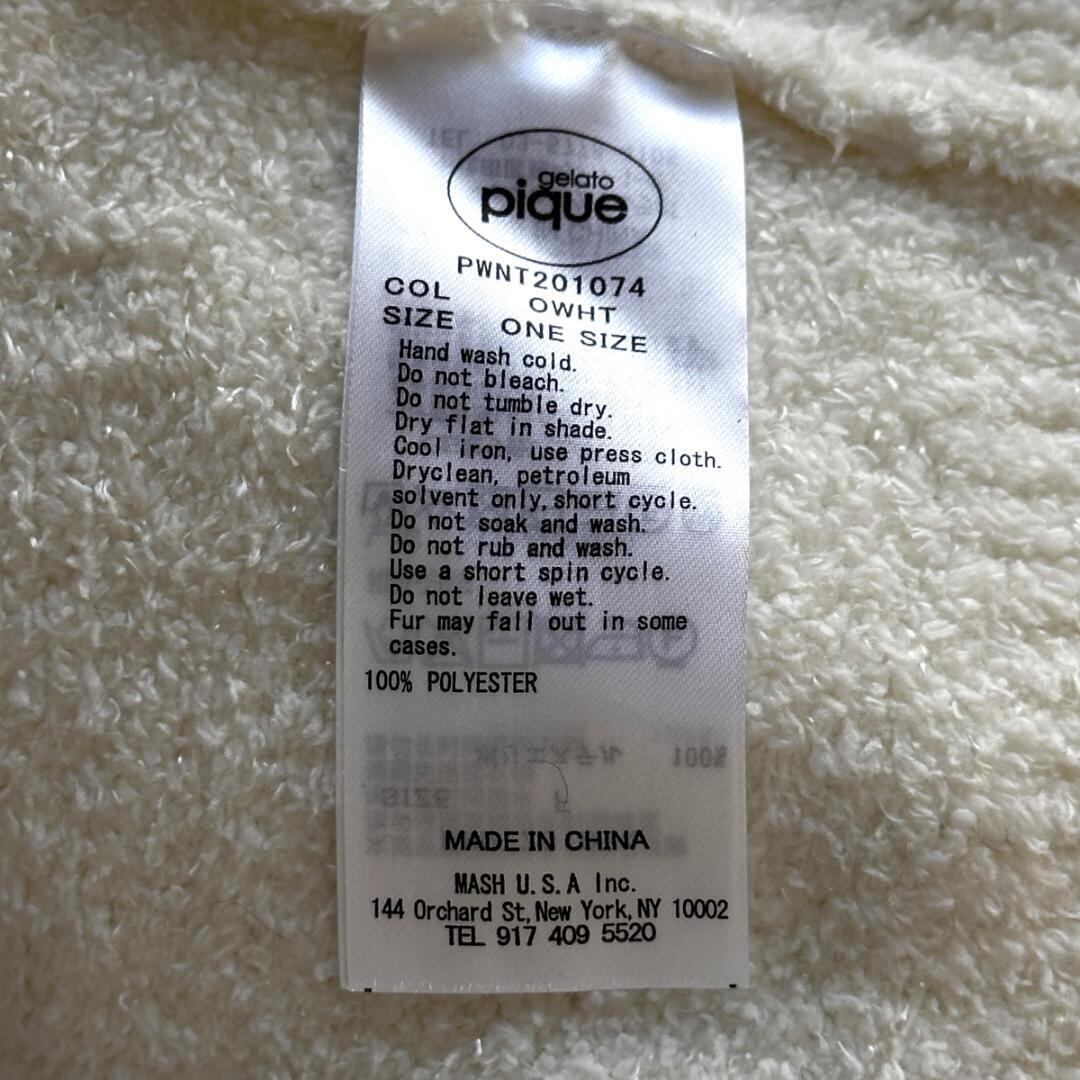 gelato
pique
PWNT201074
COL OWHT
SIZE ONE SIZE
Hand wash cold.
Do not bleach.
Do not tumble dry.
Dry flat in shade.
Cool iron, use press cloth.
Dryclean, petroleum
solvent only, short cycle.
Do not soak and wash.
Do not rub and wash.
Use a short spin cycle.
Do not leave wet.
Fur may fall out in some
cases.
100% POLYESTER
MADE IN CHINA
MASH U.S.A Inc.
144 Orchard St, New York, NY 10002
TEL 917 409 5520